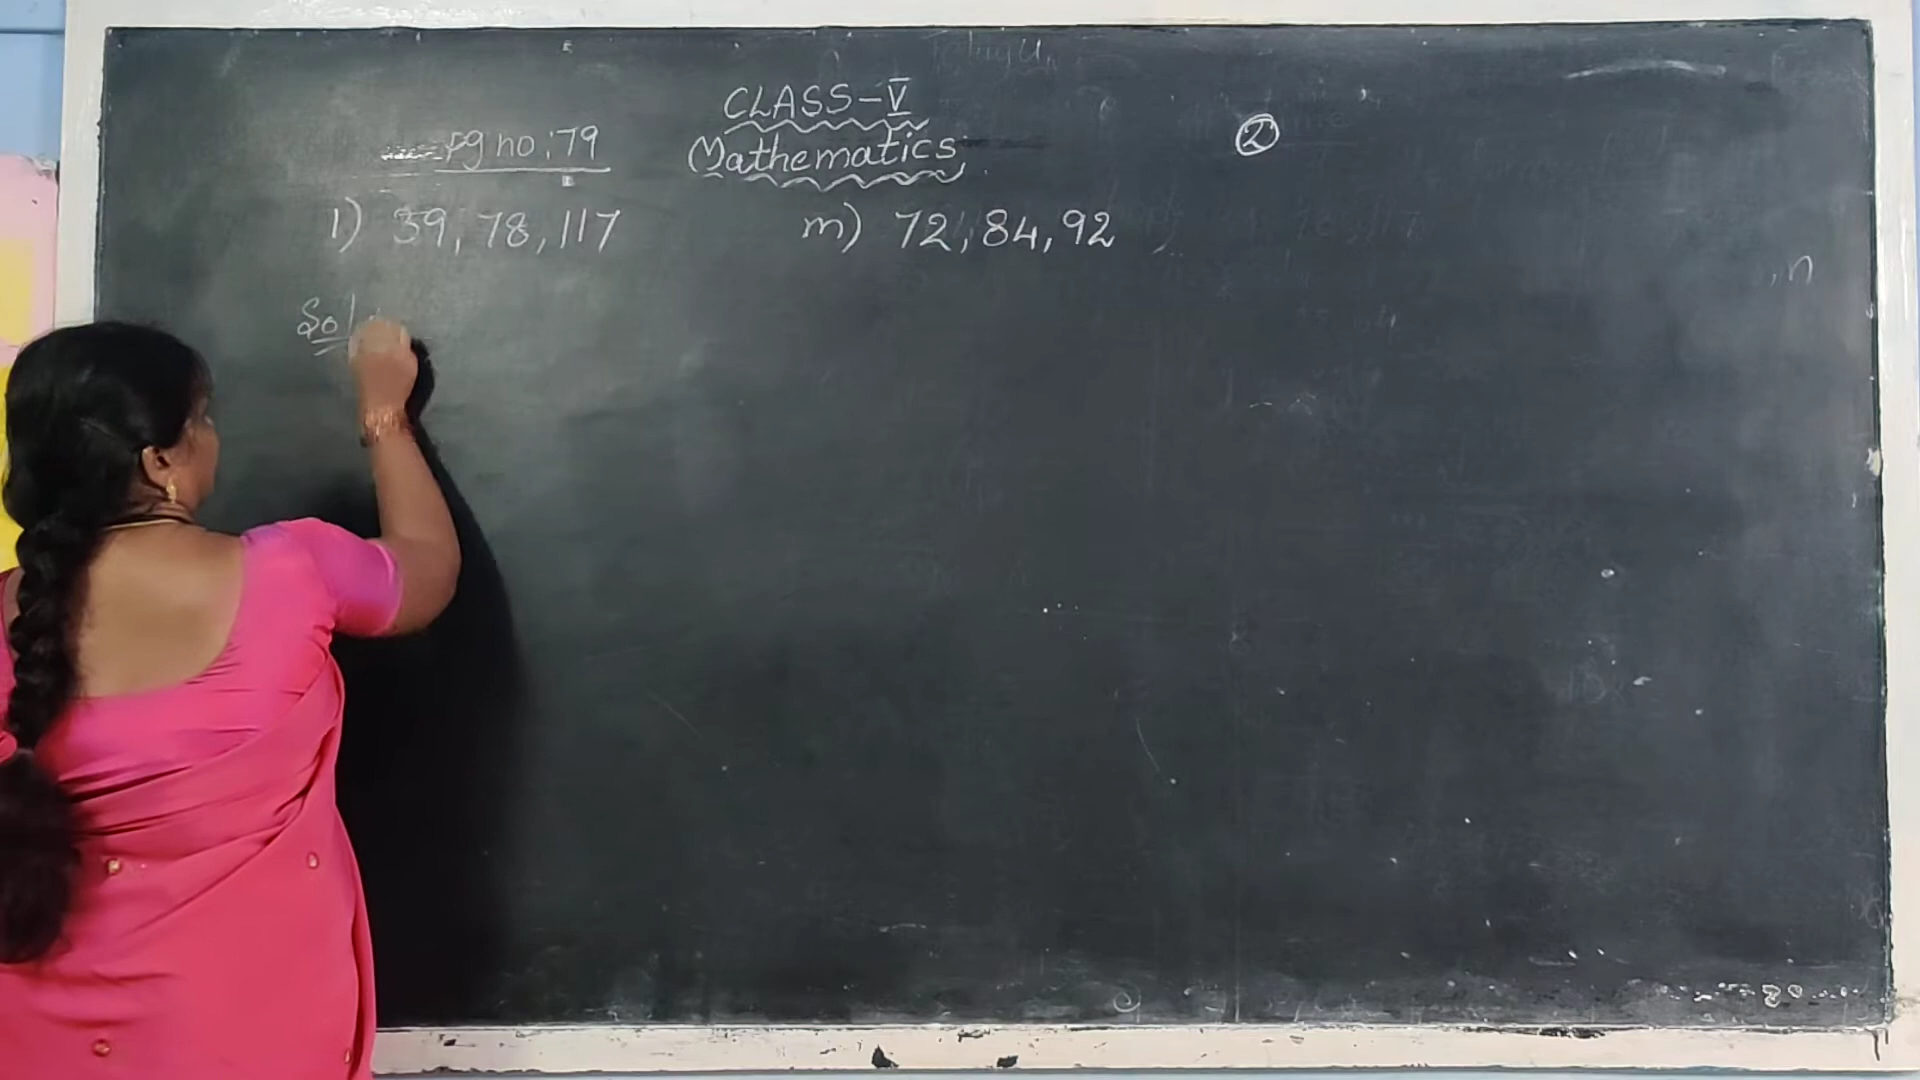 CLASS-V
Pg no: 79
Mathematics
②
l) 39, 78, 117
m) 72, 84, 92
n
Sol